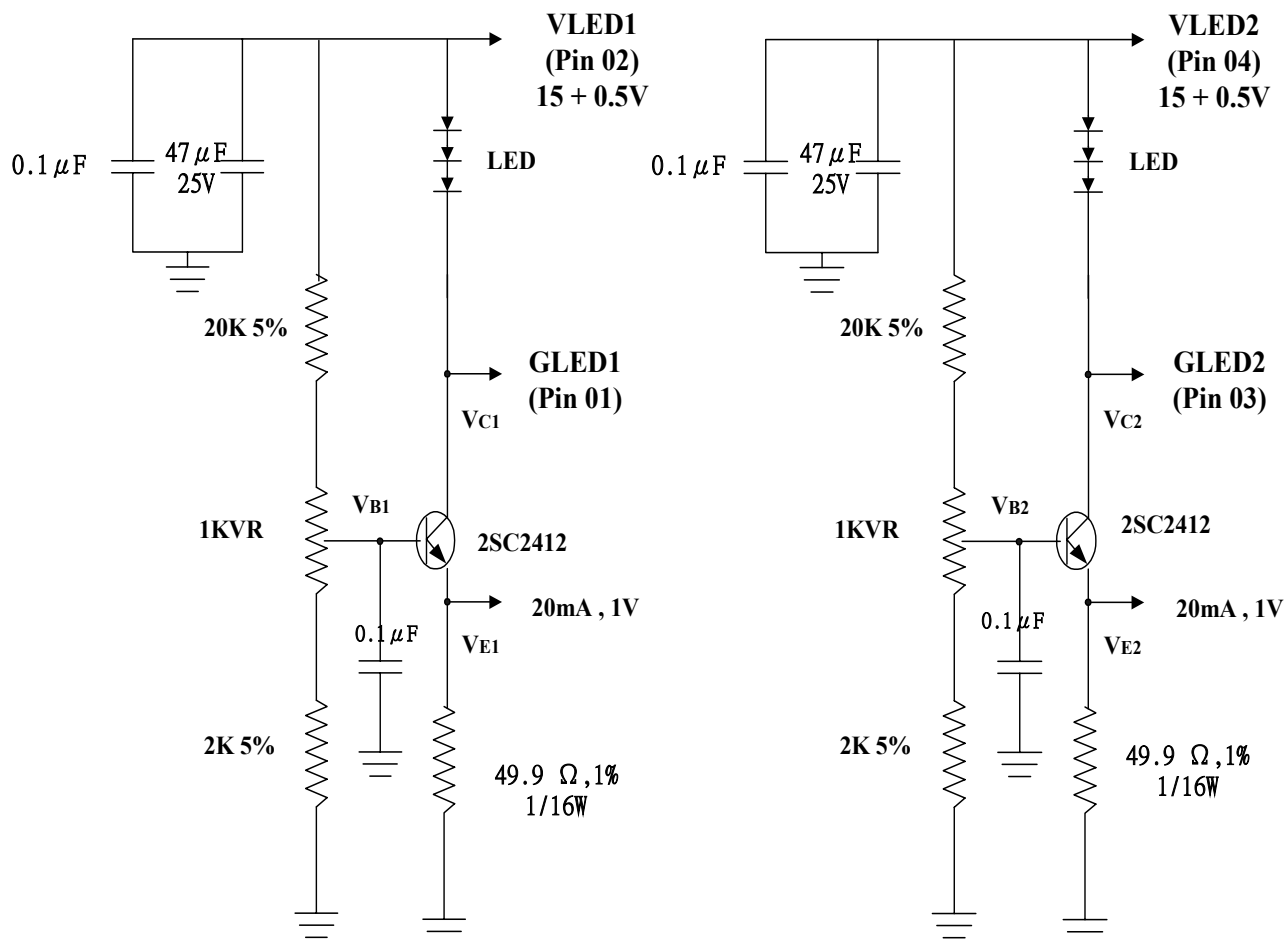 VLED1
(Pin 02)
15 + 0.5V
0.1μF
47μF
25V
LED
20K 5%
GLED1
(Pin 01)
VC1
1KVR
VB1
2SC2412
20mA , 1V
0.1μF
VE1
2K 5%
49.9 Ω,1%
1/16W
VLED2
(Pin 04)
15 + 0.5V
0.1μF
47μF
25V
LED
20K 5%
GLED2
(Pin 03)
VC2
1KVR
VB2
2SC2412
20mA , 1V
0.1μF
VE2
2K 5%
49.9 Ω,1%
1/16W